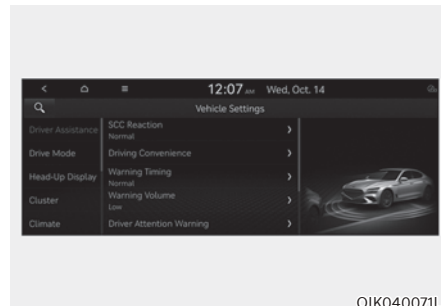 12:07 AM Wed, Oct. 14
Vehicle Settings
Driver Assistance
Drive Mode
Head-Up Display
Cluster
Climate
SCC Reaction
Normal
Driving Convenience
Warning Timing
Normal
Warning Volume
Low
Driver Attention Warning
OIK040071L